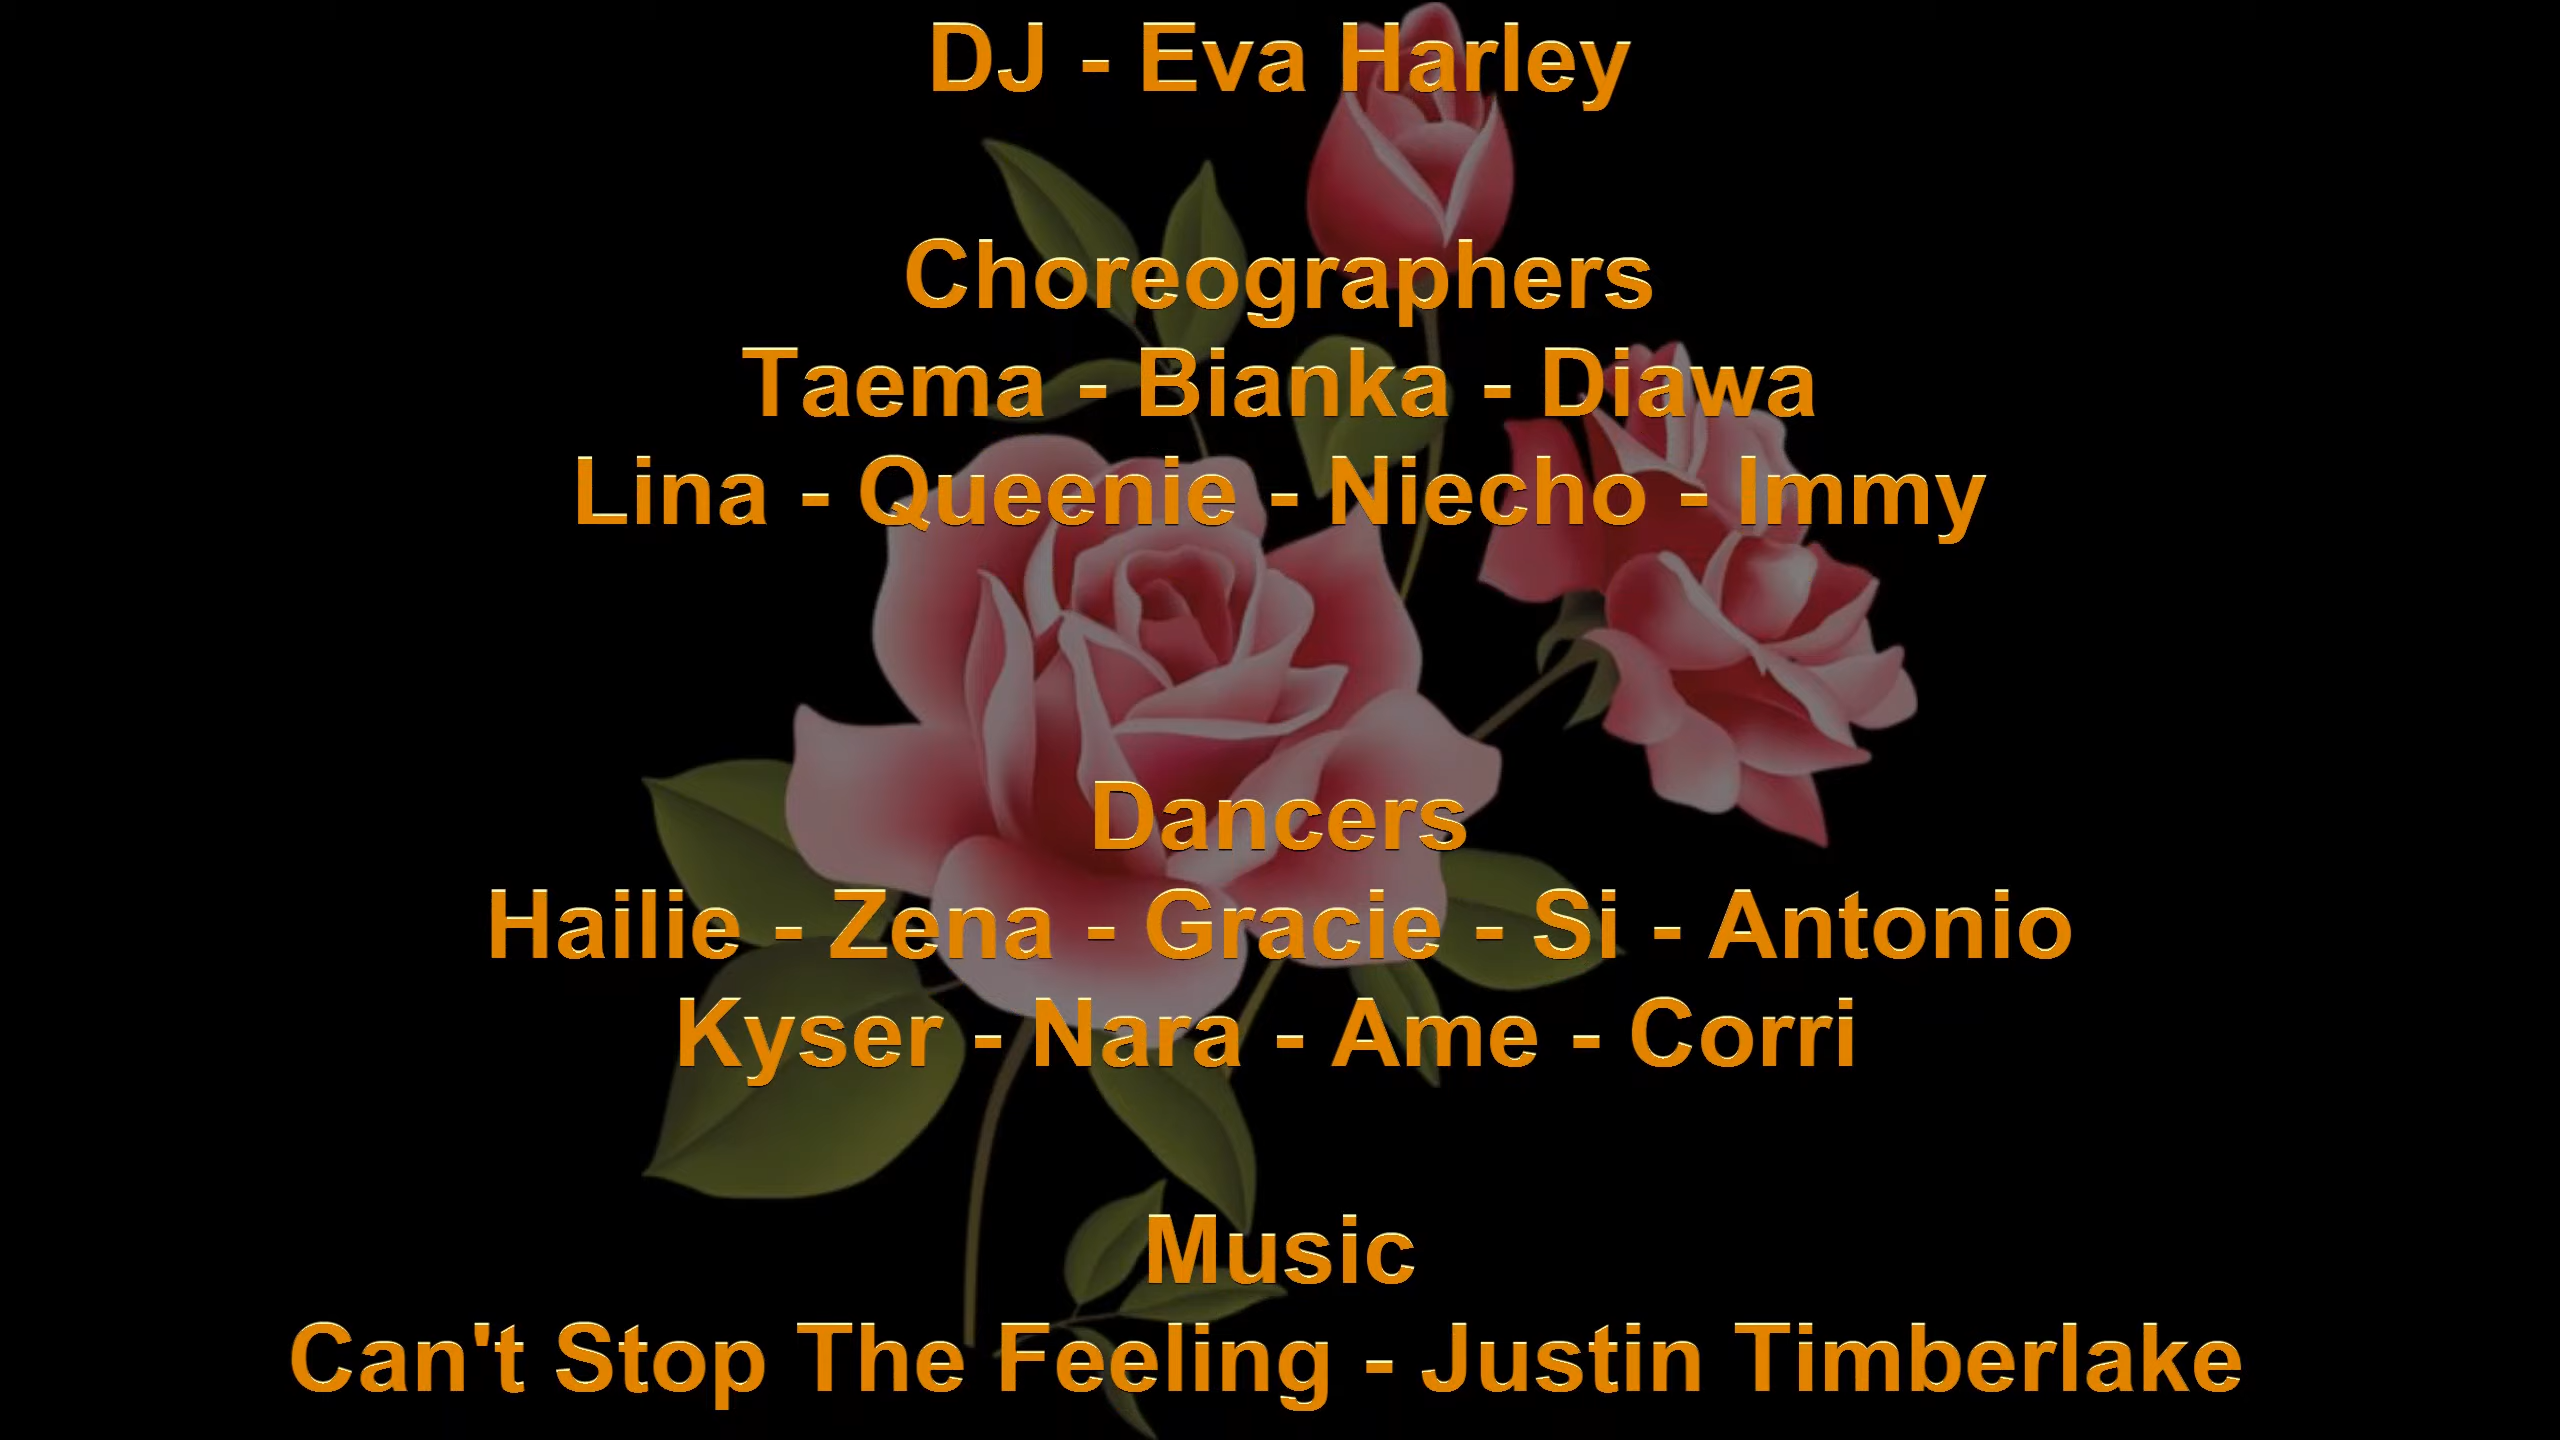 DJ - Eva Harley
Choreographers
Taema - Bianka - Diawa
Lina - Queenie - Niecho - Immy
Dancers
Hailie - Zena - Gracie - Si - Antonio
Kyser - Nara - Ame - Corri
Music
Can't Stop The Feeling - Justin Timberlake